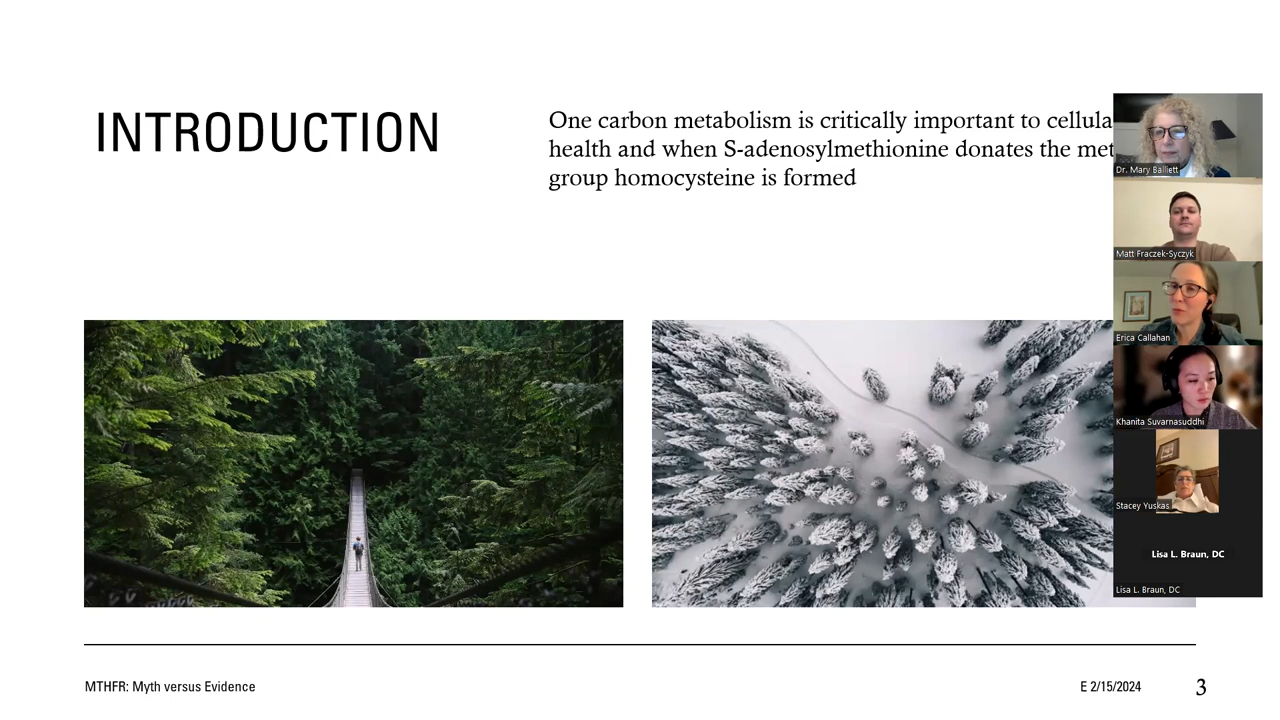 INTRODUCTION
One carbon metabolism is critically important to cellula
health and when S-adenosylmethionine donates the met
group homocysteine is formed
Dr. Mary Balliett
Matt Fraczek-Syczyk
Erica Callahan
Khanita Suvarnasuddhi
Stacey Yuskas
Lisa L. Braun, DC
Lisa L. Braun, DC
MTHFR: Myth versus Evidence
E 2/15/2024
3